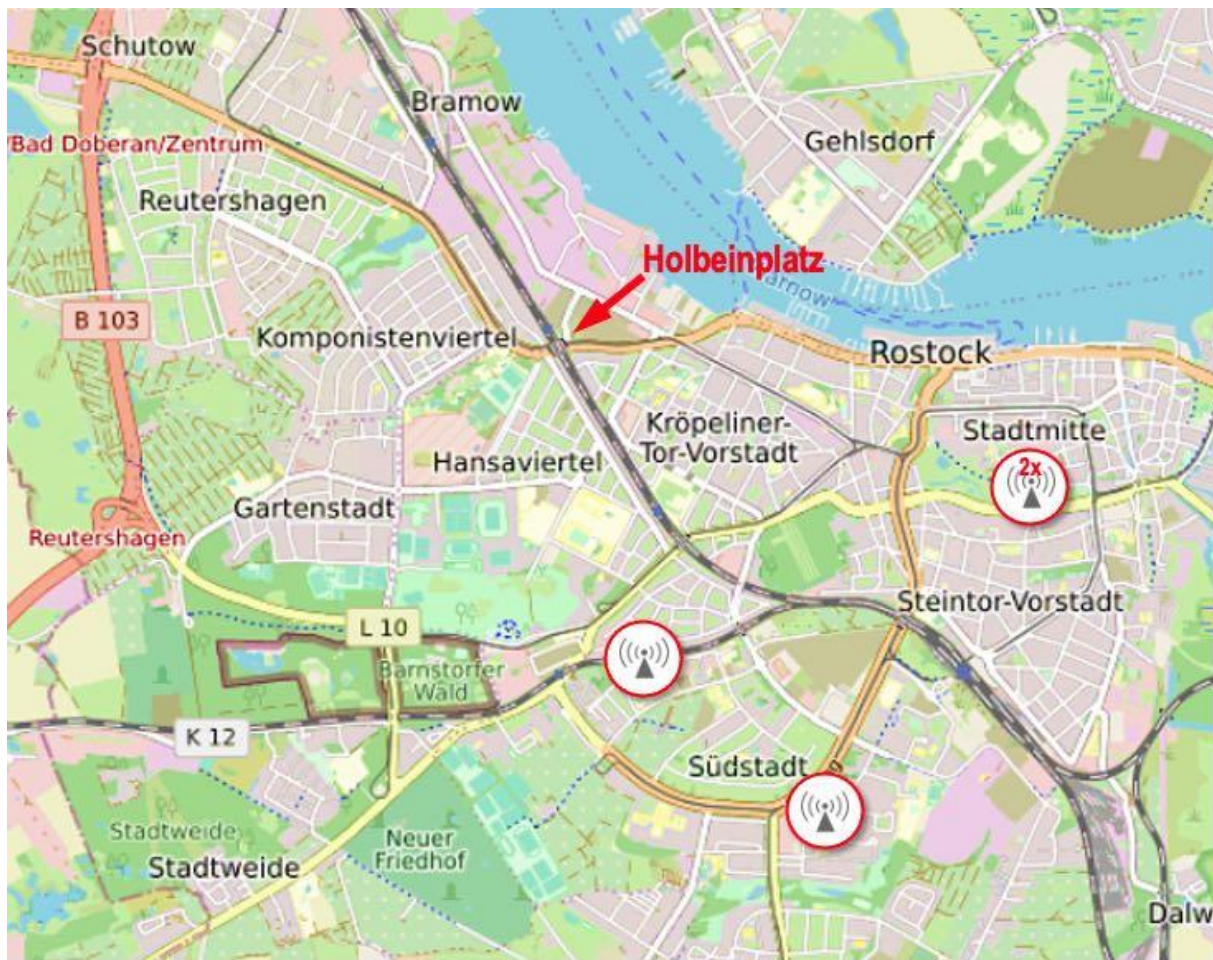 Schutow
Bramow
/Bad Doberan/Zentrum
Gehlsdorf
Reutershagen
Holbeinplatz
arnow
B 103
Komponistenviertel
Rostock
Kröpeliner-
Tor-Vorstadt
Stadtmitte
Hansaviertel
2x
Gartenstadt
Reutershagen
Steintor-Vorstadt
L 10
Barnstorfer
Wald
K 12
Südstadt
Stadtweide
Neuer
Friedhof
Stadtweide
Dalw